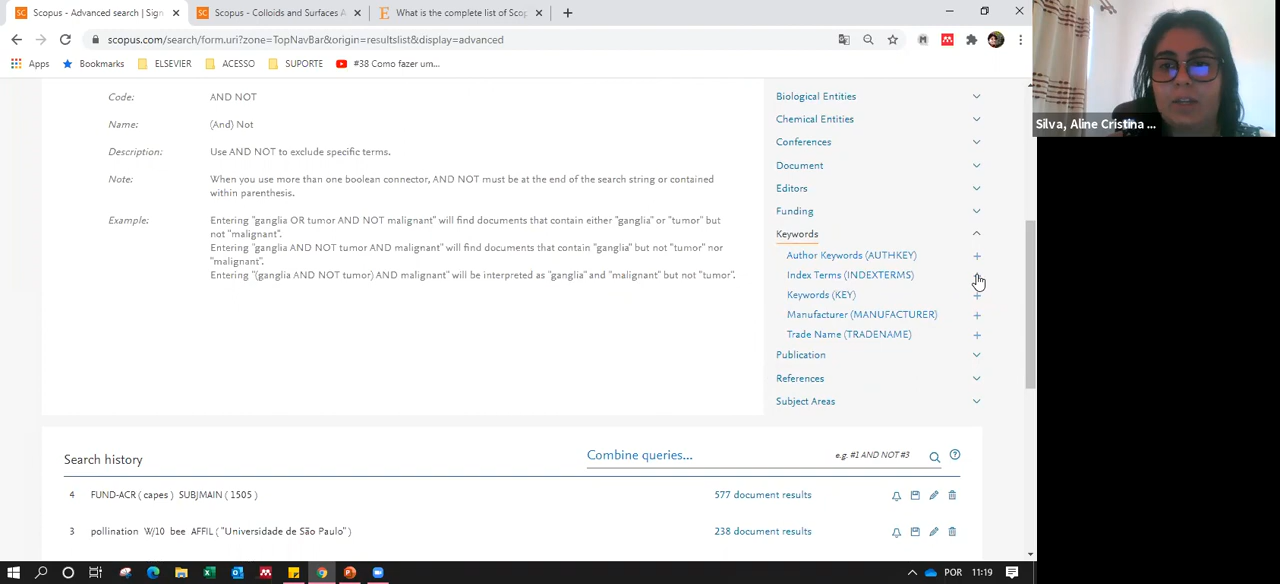 Scopus - Advanced search | Sign
Scopus - Colloids and Surfaces A
What is the complete list of Scop
scopus.com/search/form.uri?zone=TopNavBar&origin=resultslist&display=advanced
Apps
Bookmarks
ELSEVIER
ACESSO
SUPORTE
#38 Como fazer um...
Silva, Aline Cristina ...
Code: AND NOT
Name: (And) Not
Description: Use AND NOT to exclude specific terms.
Note: When you use more than one boolean connector, AND NOT must be at the end of the search string or contained
within parenthesis.
Example: Entering "ganglia OR tumor AND NOT malignant" will find documents that contain either "ganglia" or "tumor" but
not "malignant".
Entering "ganglia AND NOT tumor AND malignant" will find documents that contain "ganglia" but not "tumor" nor
"malignant".
Entering "(ganglia AND NOT tumor) AND malignant" will be interpreted as "ganglia" and "malignant" but not "tumor".
Biological Entities
Chemical Entities
Conferences
Document
Editors
Funding
Keywords
Author Keywords (AUTHKEY)
Index Terms (INDEXTERMS)
Keywords (KEY)
Manufacturer (MANUFACTURER)
Trade Name (TRADENAME)
Publication
References
Subject Areas
Search history
Combine queries... e.g. #1 AND NOT #3
4 FUND-ACR ( capes ) SUBJMAIN ( 1505 ) 577 document results
3 pollination W/10 bee AFFIL ( "Universidade de São Paulo" ) 238 document results
POR 11:19